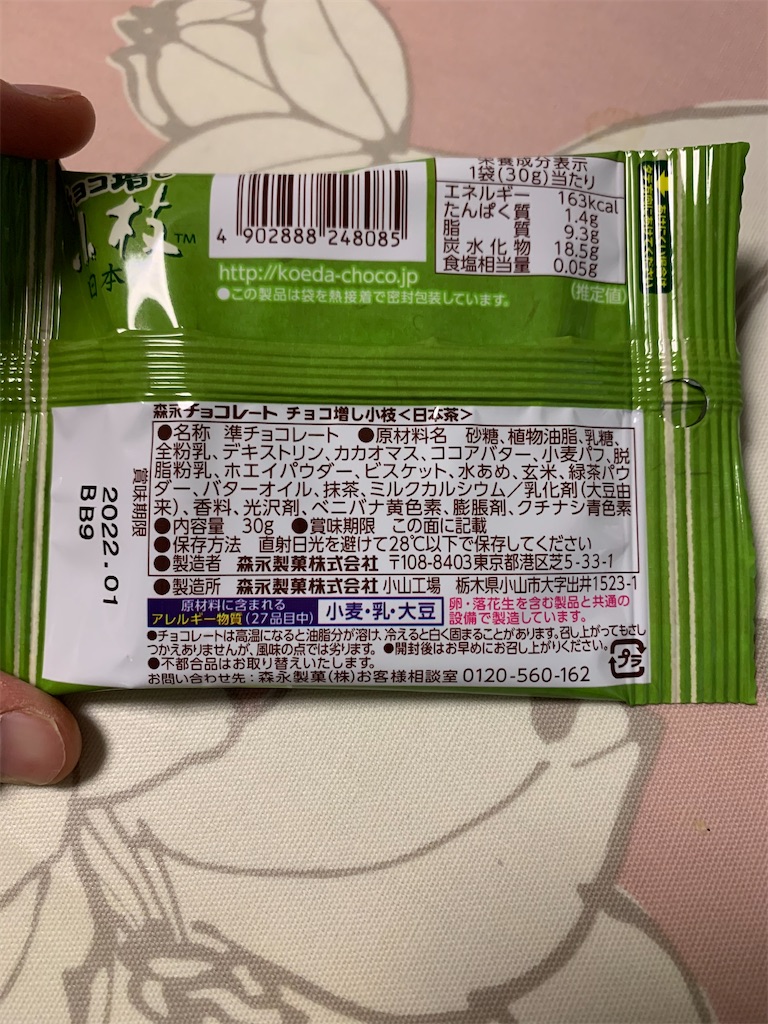 小枝
TM
日本
4 902888 248085
http://koeda-choco.jp
●この製品は袋を熱接着で密封包装しています。
栄養成分表示
1袋(30g)当たり
エネルギー 163kcal
たんぱく質 1.4g
脂質 9.3g
炭水化物 18.5g
食塩相当量 0.05g
(推定値)
森永チョコレート チョコ増し小枝<日本茶>
●名称 準チョコレート ●原材料名 砂糖、植物油脂、乳糖、
全粉乳、デキストリン、カカオマス、ココアバター、小麦パフ、脱
脂粉乳、ホエイパウダー、ビスケット、水あめ、玄米、緑茶パウ
ダー、バターオイル、抹茶、ミルクカルシウム/乳化剤(大豆由
来)、香料、光沢剤、ベニバナ黄色素、膨脹剤、クチナシ青色素
●内容量 30g ●賞味期限 この面に記載
●保存方法 直射日光を避けて28℃以下で保存してください
●製造者 森永製菓株式会社 〒108-8403東京都港区芝5-33-1
●製造所 森永製菓株式会社 小山工場 栃木県小山市大字出井1523-1
原材料に含まれる
アレルギー物質(27品目中)
小麦・乳・大豆
卵・落花生を含む製品と共通の
設備で製造しています。
●チョコレートは高温になると油脂分が溶け、冷えると白く固まることがあります。召し上がってもさし
つかえありませんが、風味の点では劣ります。 ●開封後はお早めにお召し上がりください。
●不都合品はお取り替えいたします。
お問い合わせ先:森永製菓(株)お客様相談室 0120-560-162
プラ
賞味期限
2022.01
BB9